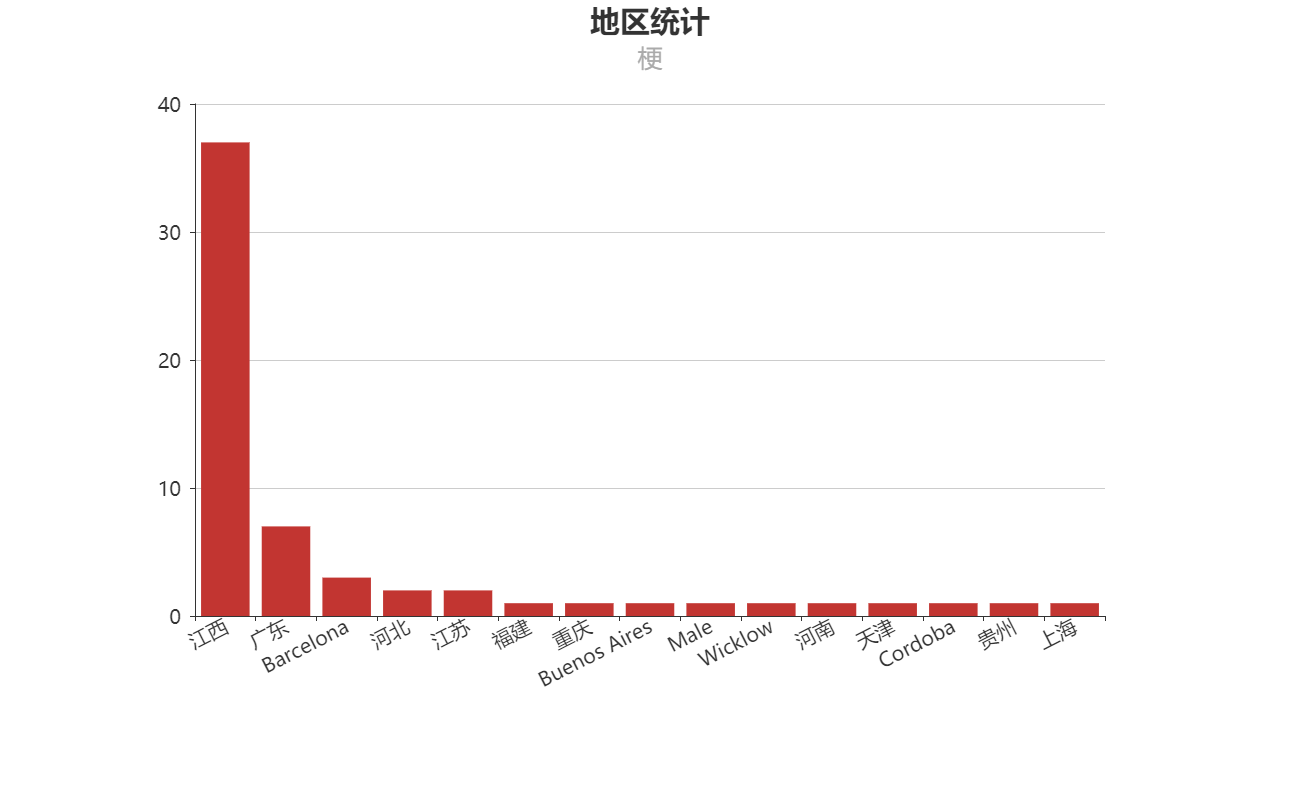 地区统计
梗
40
30
20
10
0
江西
广东
Barcelona
河北
江苏
福建
重庆
Buenos Aires
Male
Wicklow
河南
天津
Cordoba
贵州
上海